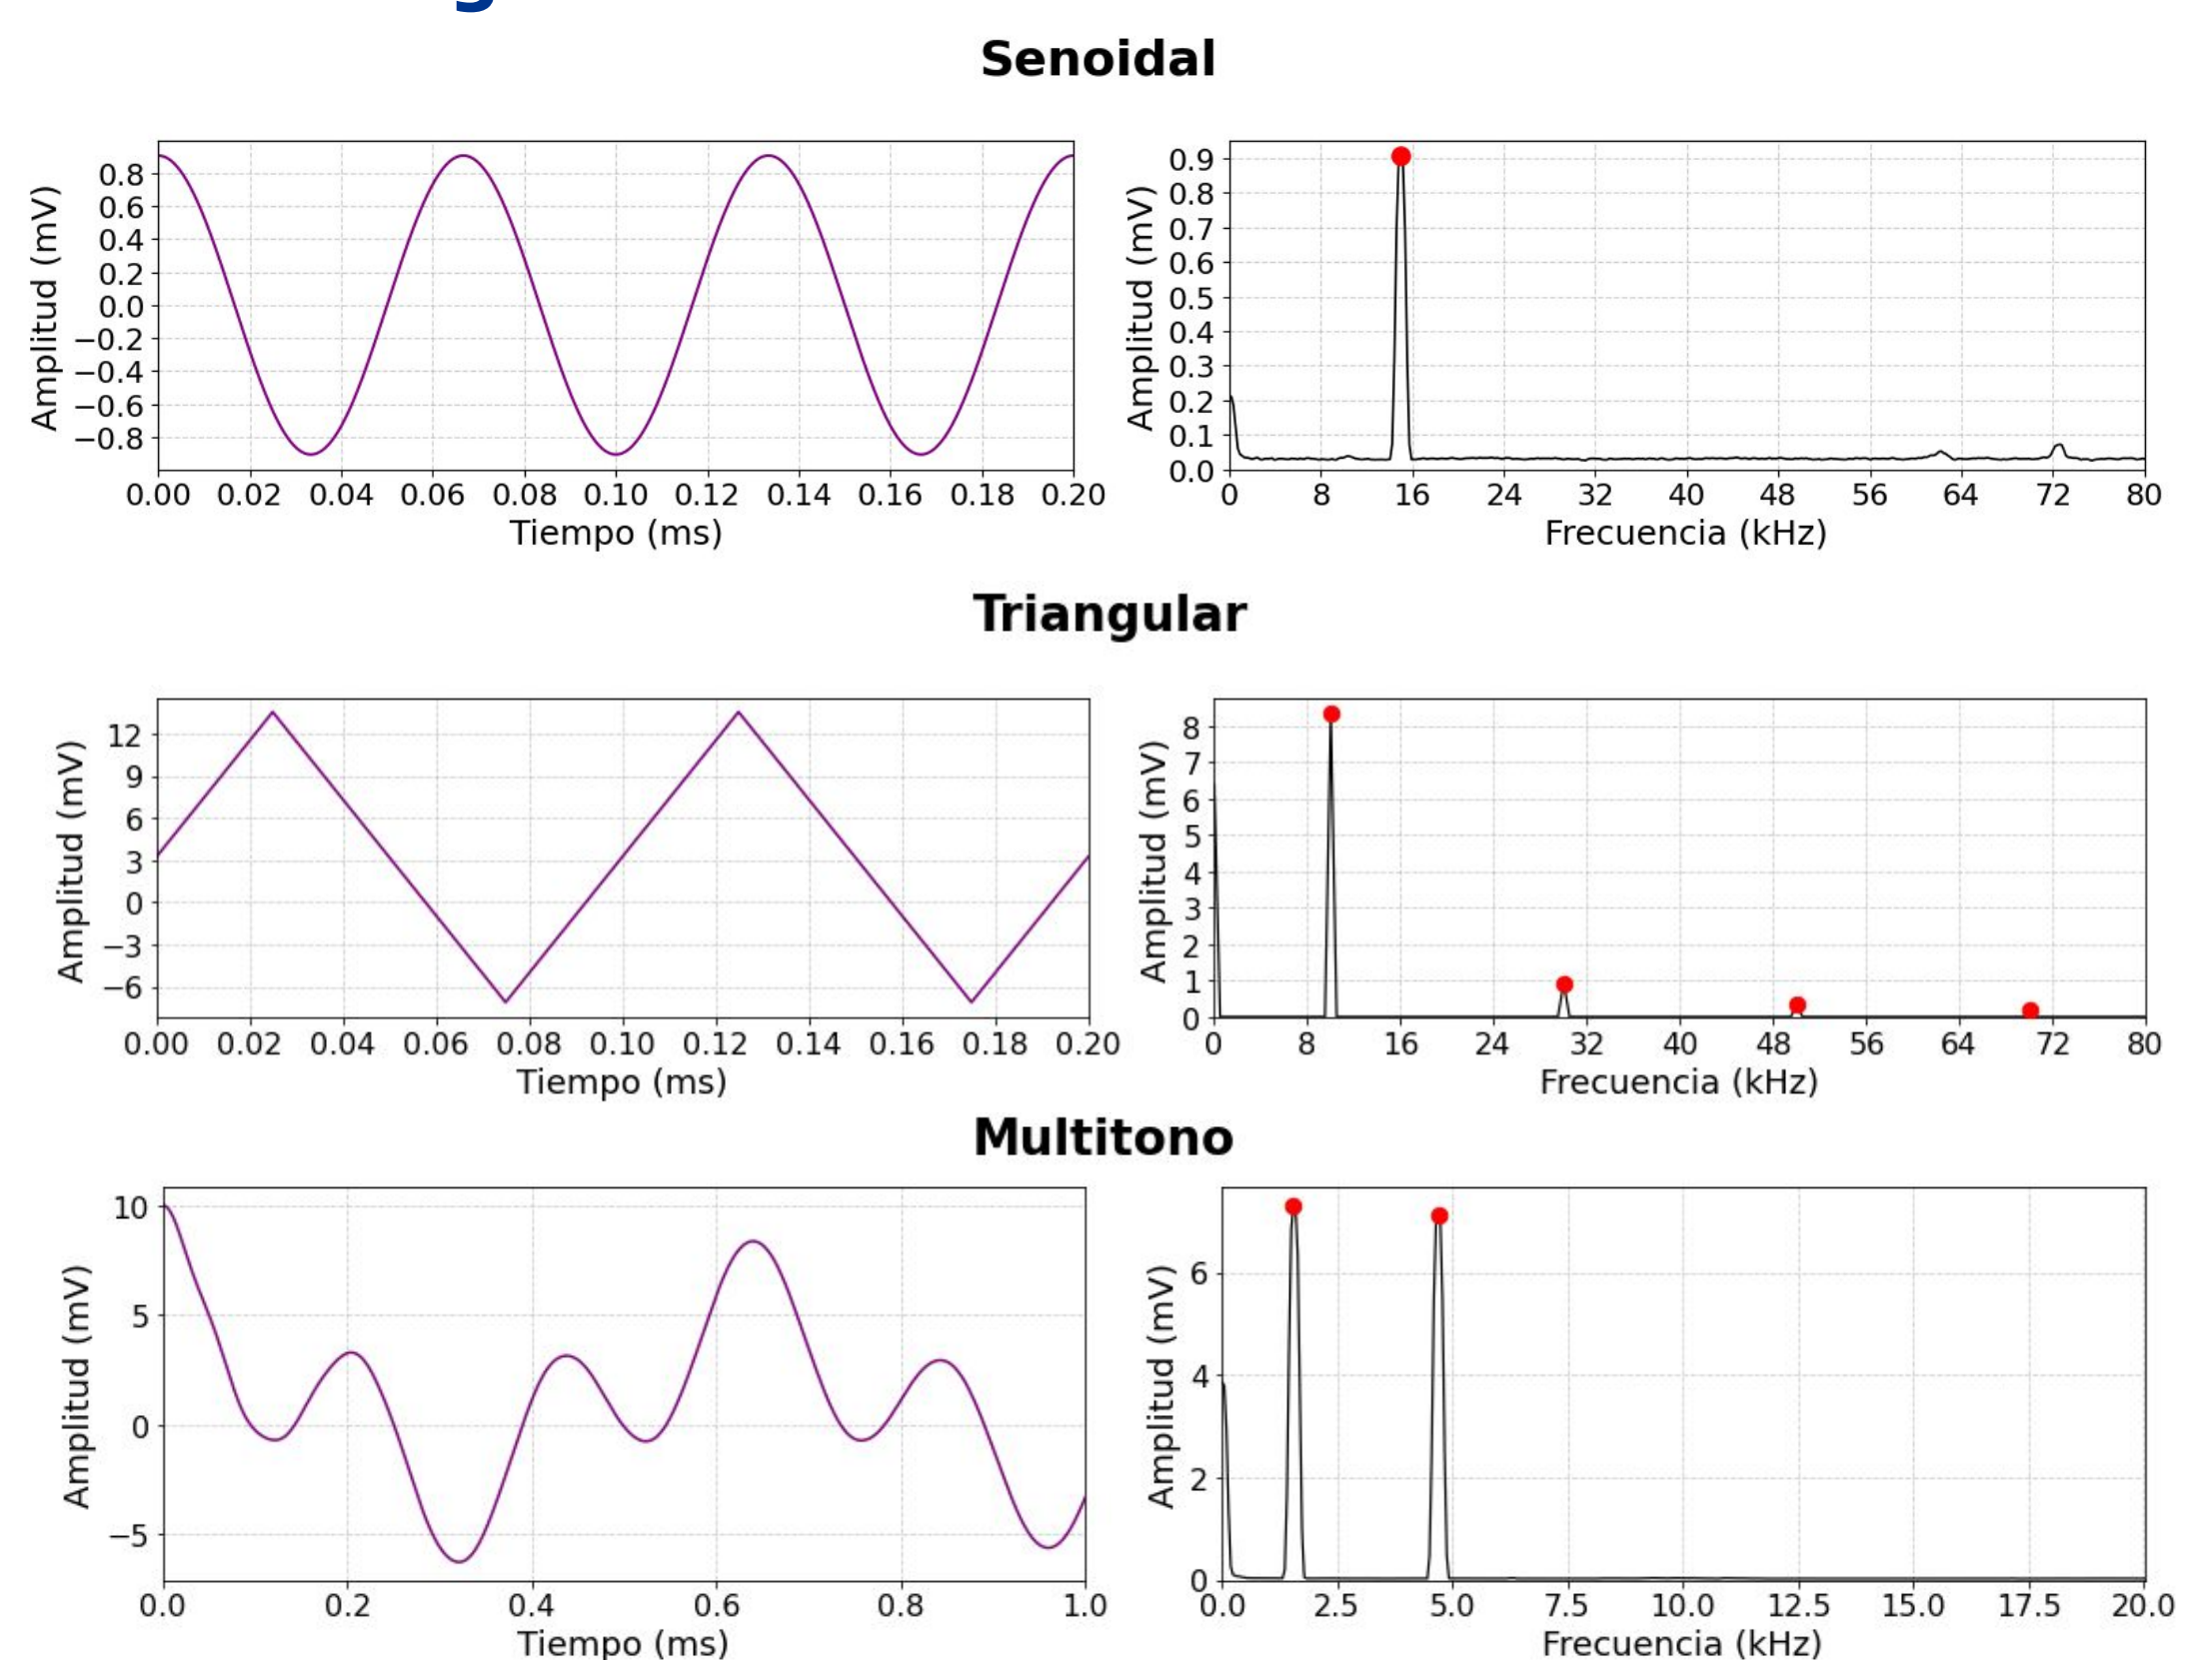 g
Senoidal
Amplitud (mV)
0.8
0.6
0.4
0.2
0.0
−0.2
−0.4
−0.6
−0.8
0.00 0.02 0.04 0.06 0.08 0.10 0.12 0.14 0.16 0.18 0.20
Tiempo (ms)
Amplitud (mV)
0.9
0.8
0.7
0.6
0.5
0.4
0.3
0.2
0.1
0.0
0 8 16 24 32 40 48 56 64 72 80
Frecuencia (kHz)
Triangular
Amplitud (mV)
12
9
6
3
0
−3
−6
0.00 0.02 0.04 0.06 0.08 0.10 0.12 0.14 0.16 0.18 0.20
Tiempo (ms)
Amplitud (mV)
8
7
6
5
4
3
2
1
0
0 8 16 24 32 40 48 56 64 72 80
Frecuencia (kHz)
Multitono
Amplitud (mV)
10
5
0
−5
0.0 0.2 0.4 0.6 0.8 1.0
Tiempo (ms)
Amplitud (mV)
6
4
2
0
0.0 2.5 5.0 7.5 10.0 12.5 15.0 17.5 20.0
Frecuencia (kHz)